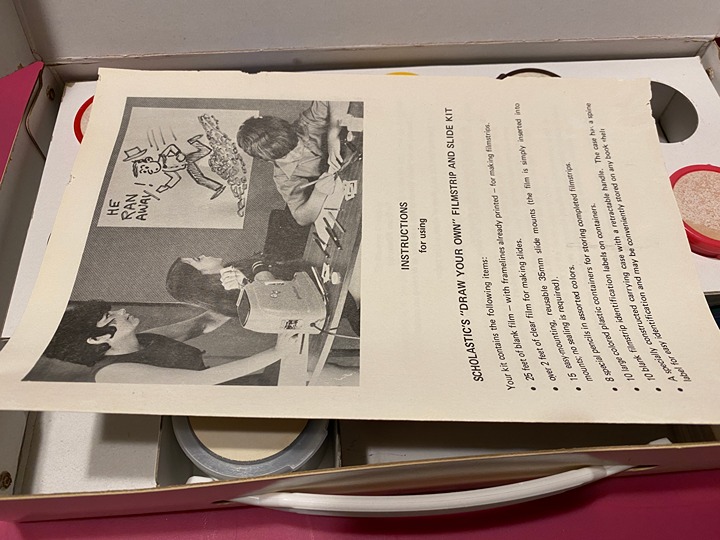 HE
RAN
AWAY!
INSTRUCTIONS
for using
SCHOLASTIC'S "DRAW YOUR OWN" FILMSTRIP AND SLIDE KIT
Your kit contains the following items:
• 25 feet of blank film – with framelines already printed – for making filmstrips.
• over 2 feet of clear film for making slides.
• 15 easy-mounting, reusable 35mm slide mounts (the film is simply inserted into
mounts; no sealing is required).
• 8 special pencils in assorted colors.
• 10 large plastic containers for storing completed filmstrips.
• 10 blank colored identification labels on containers.
• A specially constructed carrying case with a retractable handle. The case has a spine
label for easy identification and may be conveniently stored on any book shelf